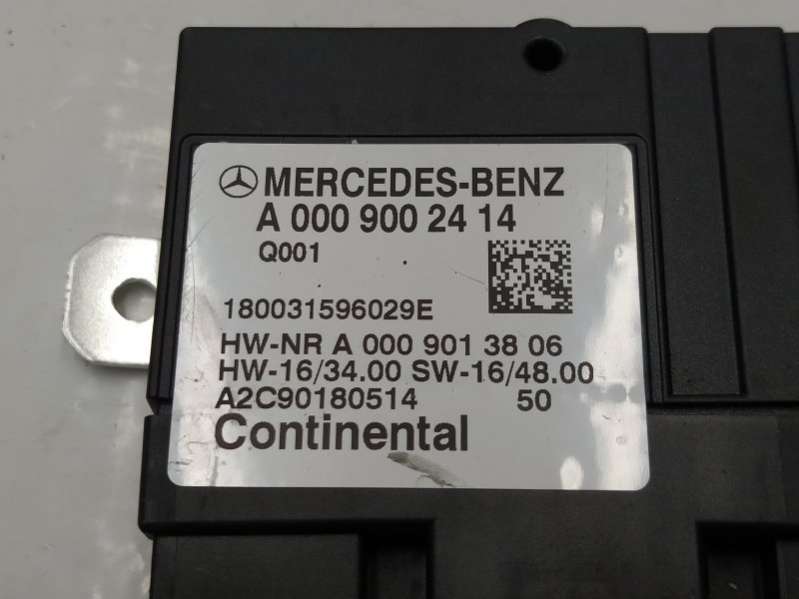 MERCEDES-BENZ
A 000 900 24 14
Q001
180031596029E
HW-NR A 000 901 38 06
HW-16/34.00 SW-16/48.00
A2C90180514 50
Continental